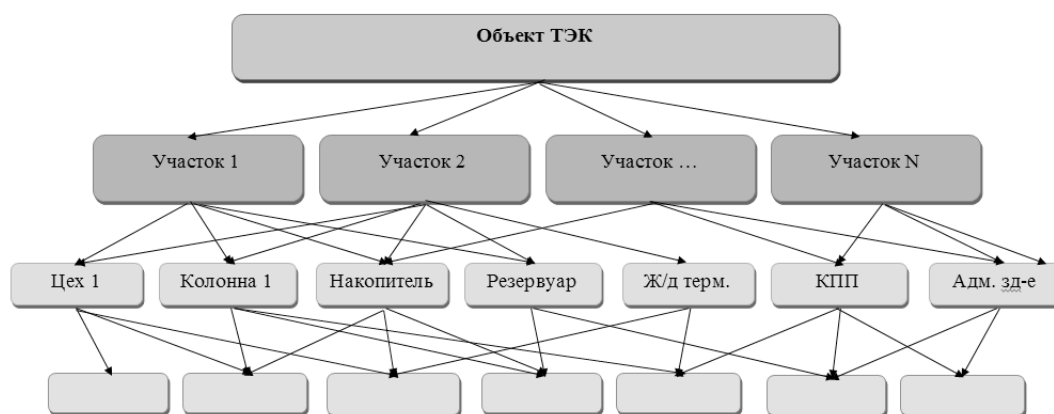 Объект ТЭК
Участок 1
Участок 2
Участок …
Участок N
Цех 1
Колонна 1
Накопитель
Резервуар
Ж/д терм.
КПП
Адм. зд-е